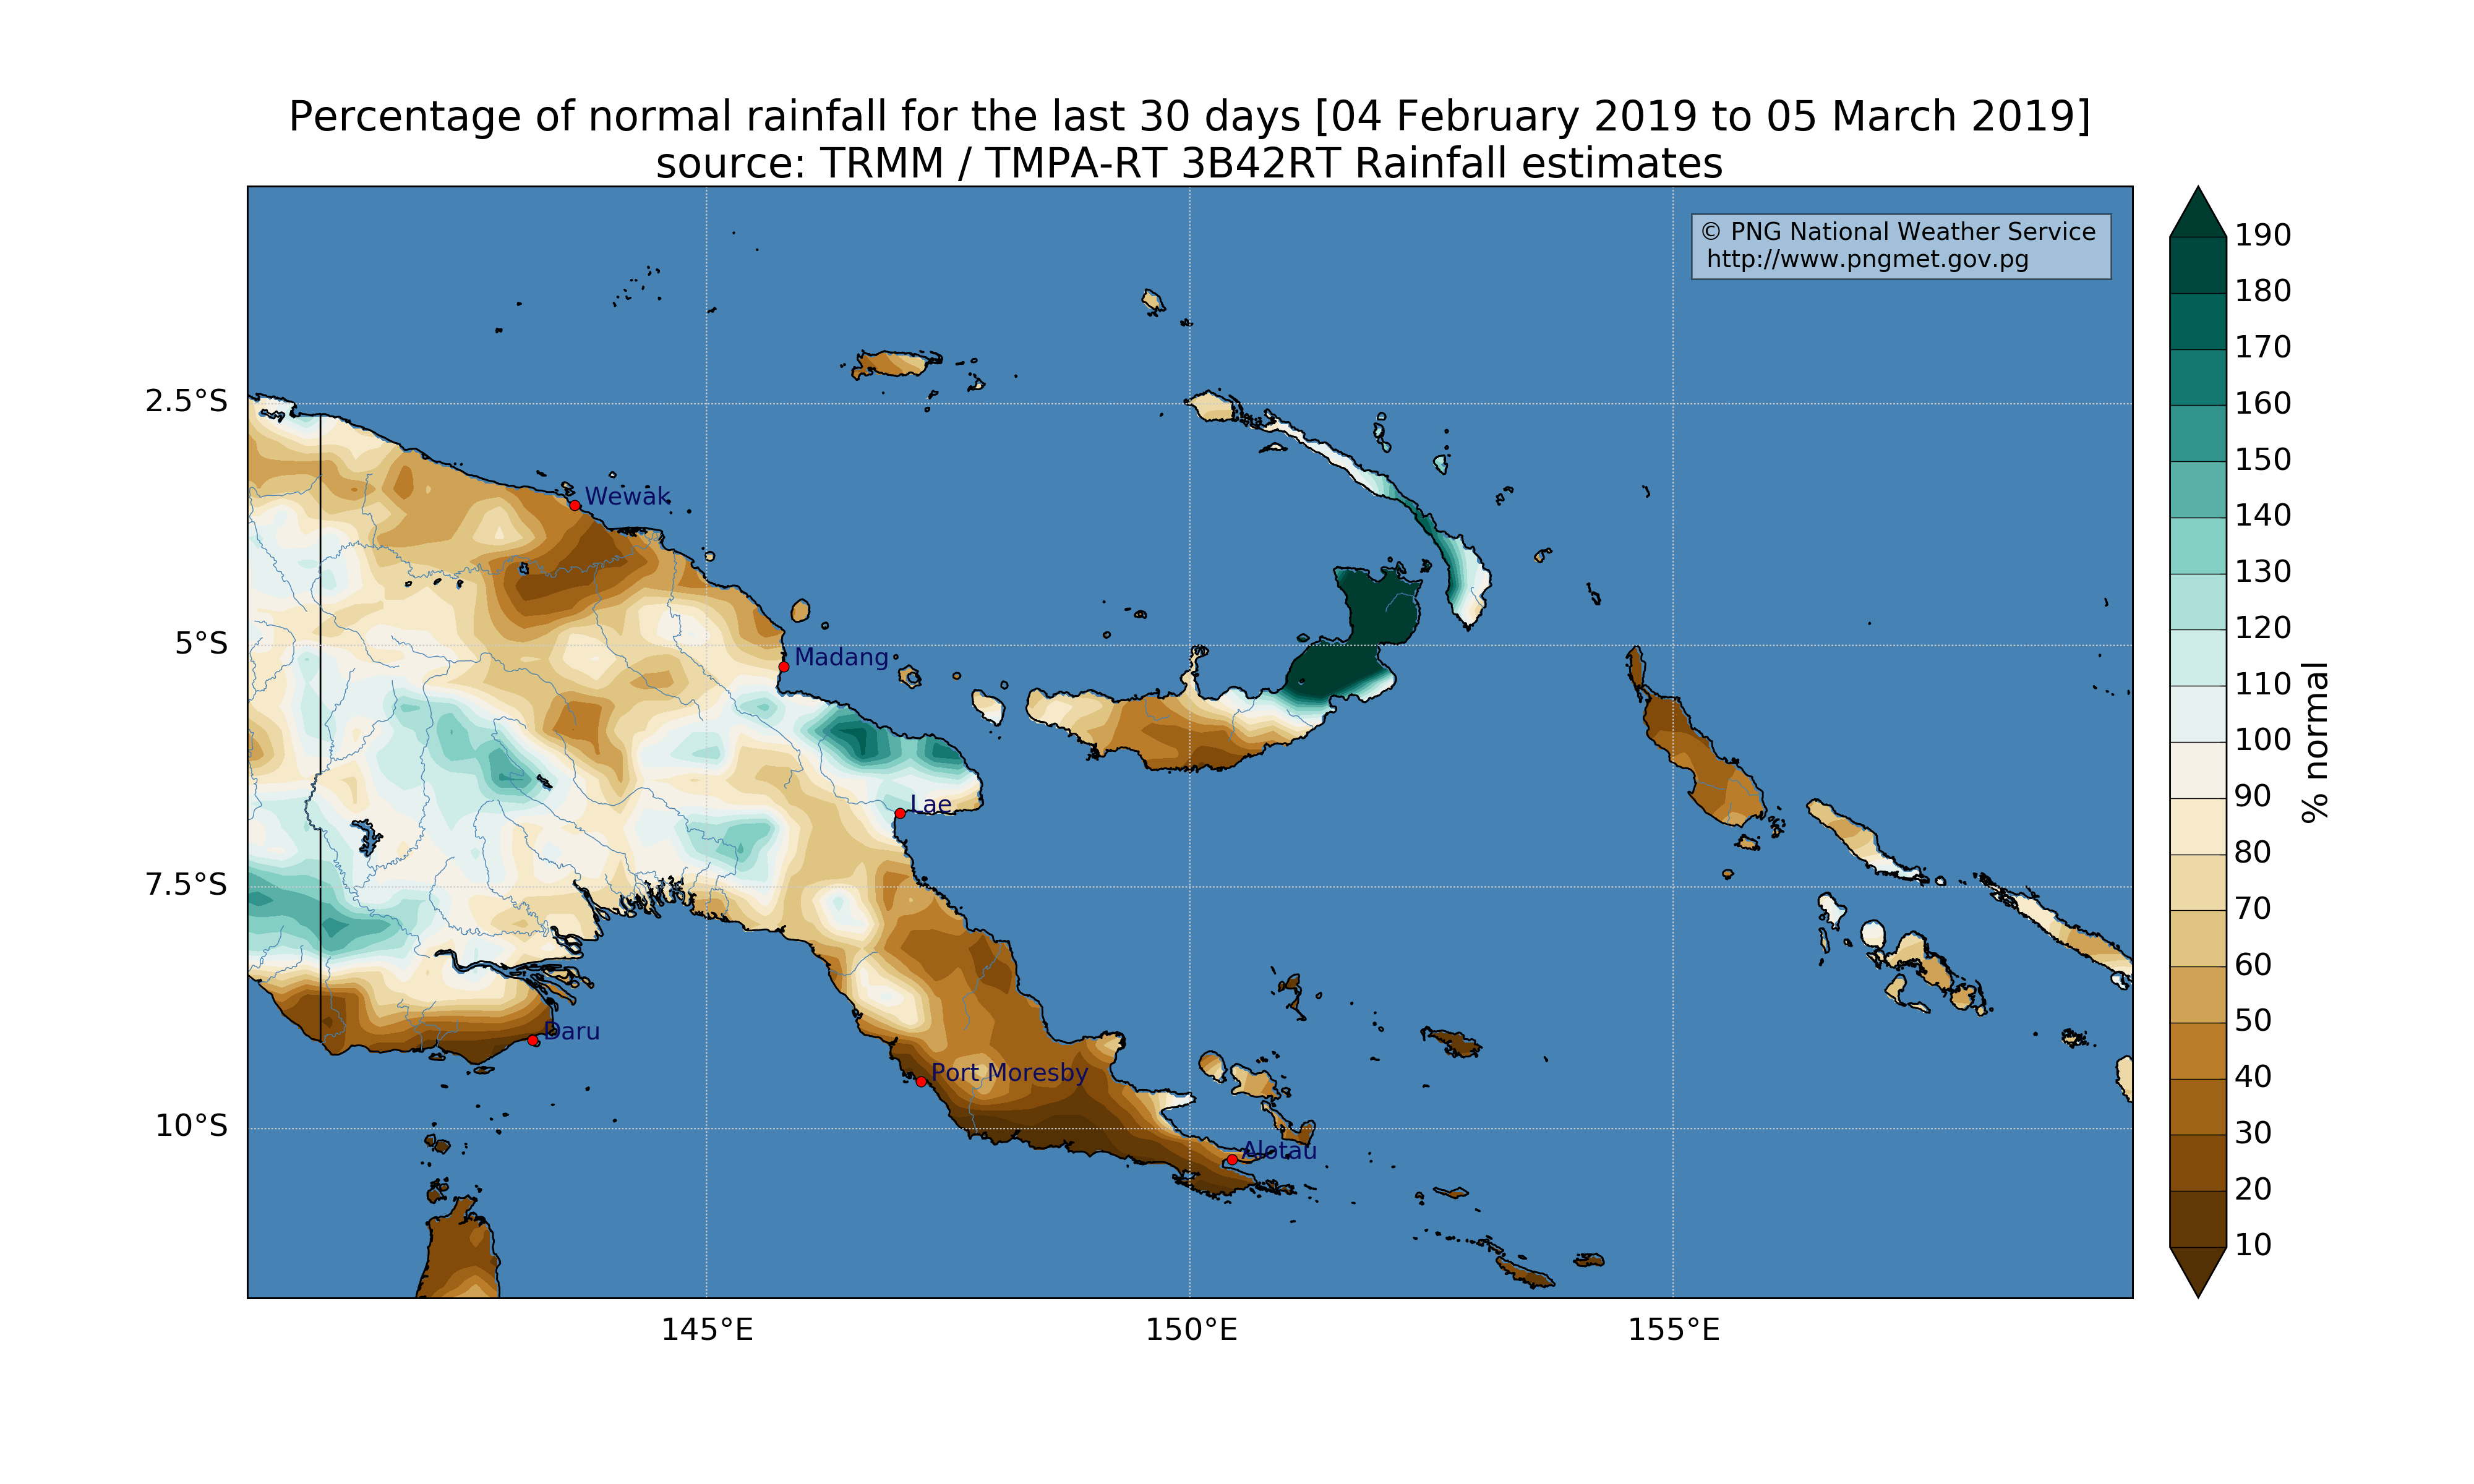 Percentage of normal rainfall for the last 30 days [04 February 2019 to 05 March 2019]
source: TRMM / TMPA-RT 3B42RT Rainfall estimates
© PNG National Weather Service
http://www.pngmet.gov.pg
2.5°S
5°S
7.5°S
10°S
Wewak
Madang
Lae
Daru
Port Moresby
Alotau
145°E
150°E
155°E
190
180
170
160
150
140
130
120
110
100
90
80
70
60
50
40
30
20
10
% normal